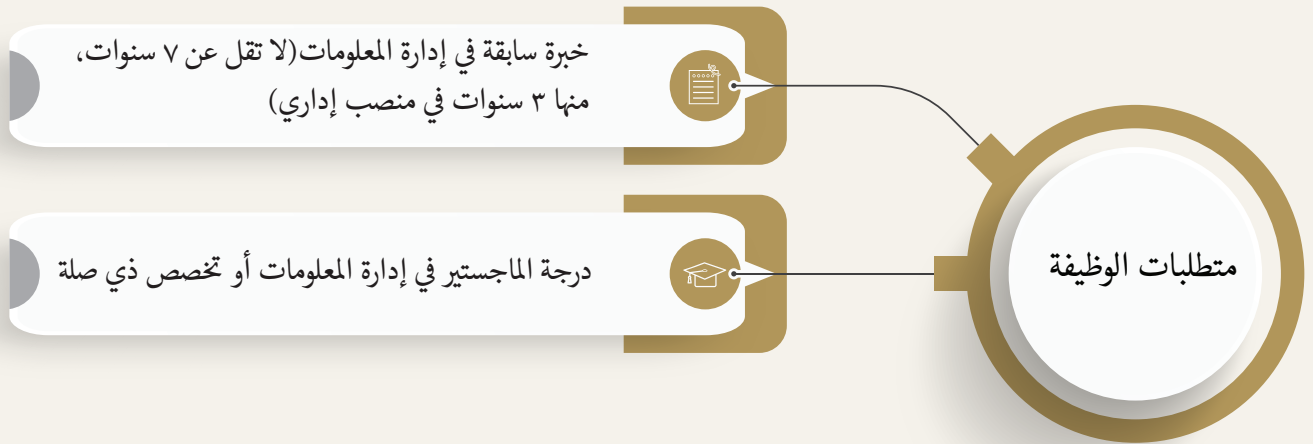 متطلبات الوظيفة
خبرة سابقة في إدارة المعلومات(لا تقل عن ٧ سنوات،
منها ٣ سنوات في منصب إداري)
درجة الماجستير في إدارة المعلومات أو تخصص ذي صلة